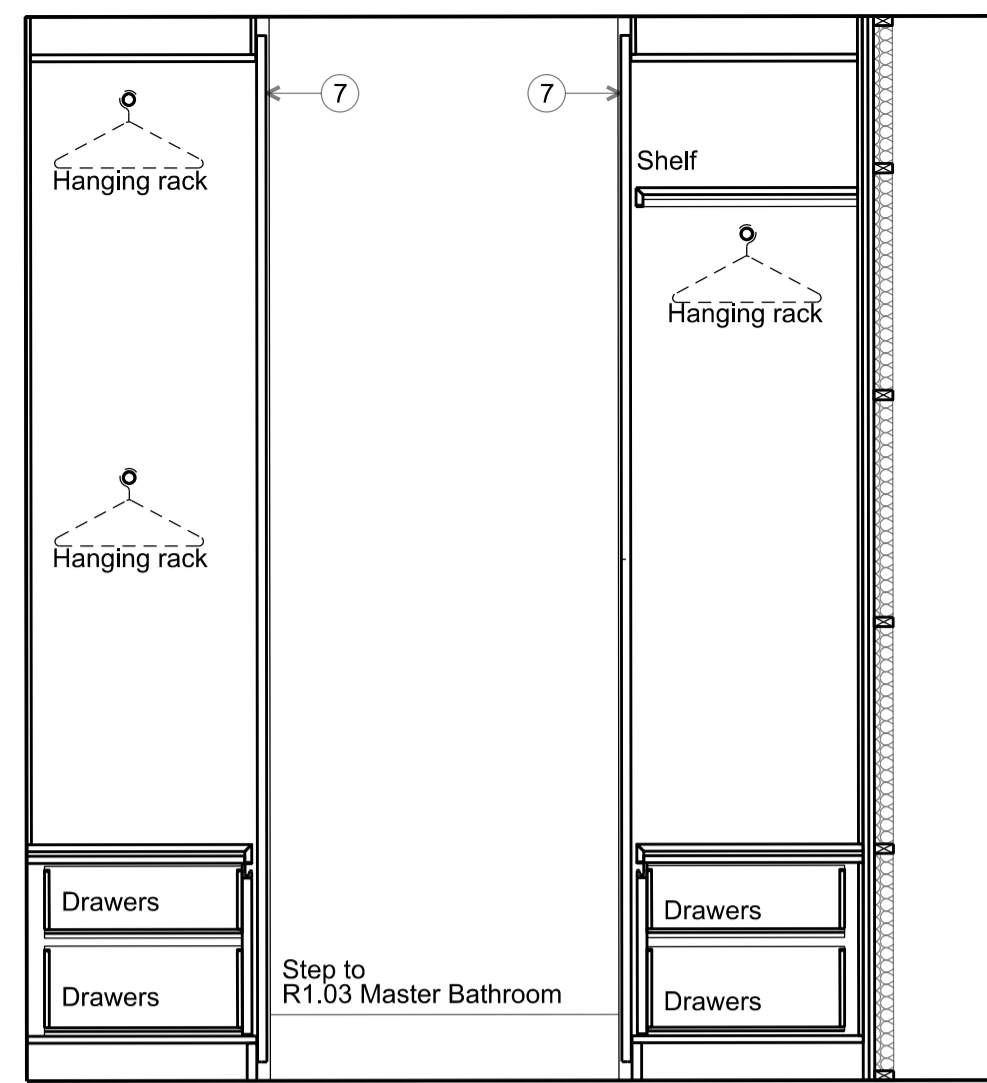 7
7
Shelf
Hanging rack
Hanging rack
Hanging rack
Drawers
Drawers
Step to
R1.03 Master Bathroom
Drawers
Drawers